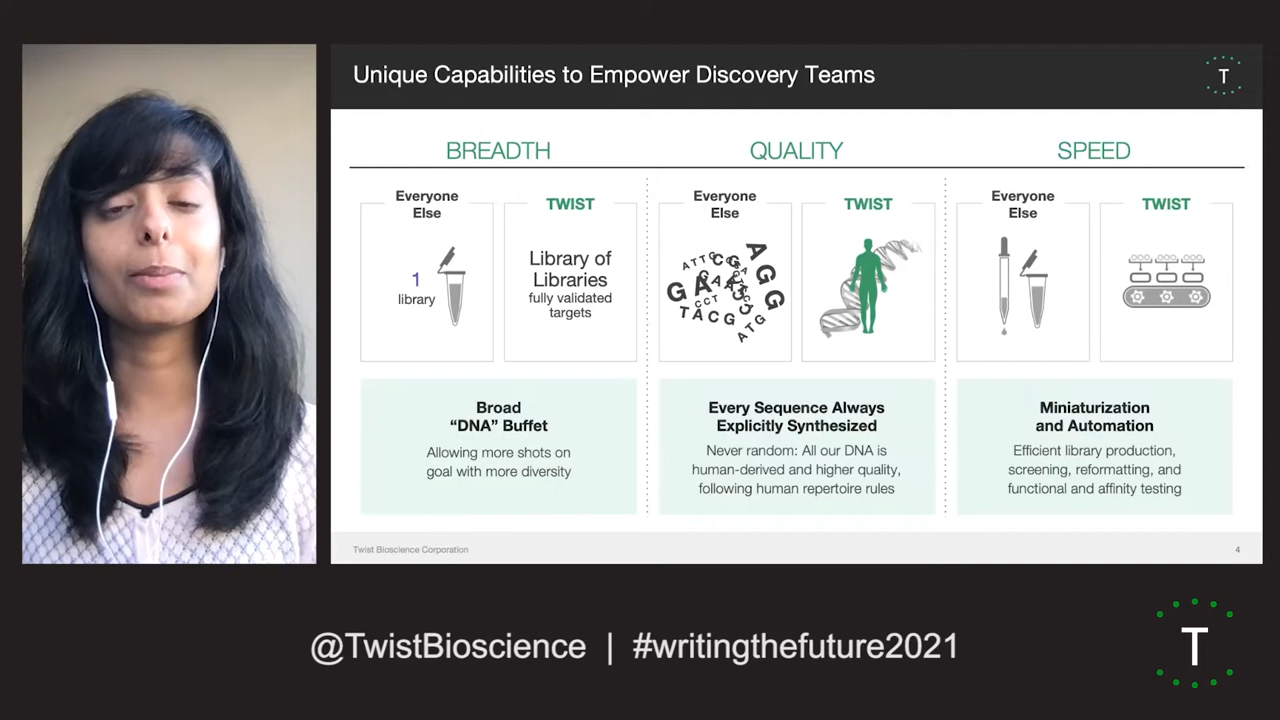 Unique Capabilities to Empower Discovery Teams
T
BREADTH
QUALITY
SPEED
Everyone
Else
1
library
TWIST
Library of
Libraries
fully validated
targets
Everyone
Else
TWIST
Everyone
Else
TWIST
Broad
“DNA” Buffet
Allowing more shots on
goal with more diversity
Every Sequence Always
Explicitly Synthesized
Never random: All our DNA is
human-derived and higher quality,
following human repertoire rules
Miniaturization
and Automation
Efficient library production,
screening, reformatting, and
functional and affinity testing
Twist Bioscience Corporation
4
@TwistBioscience | #writingthefuture2021
T